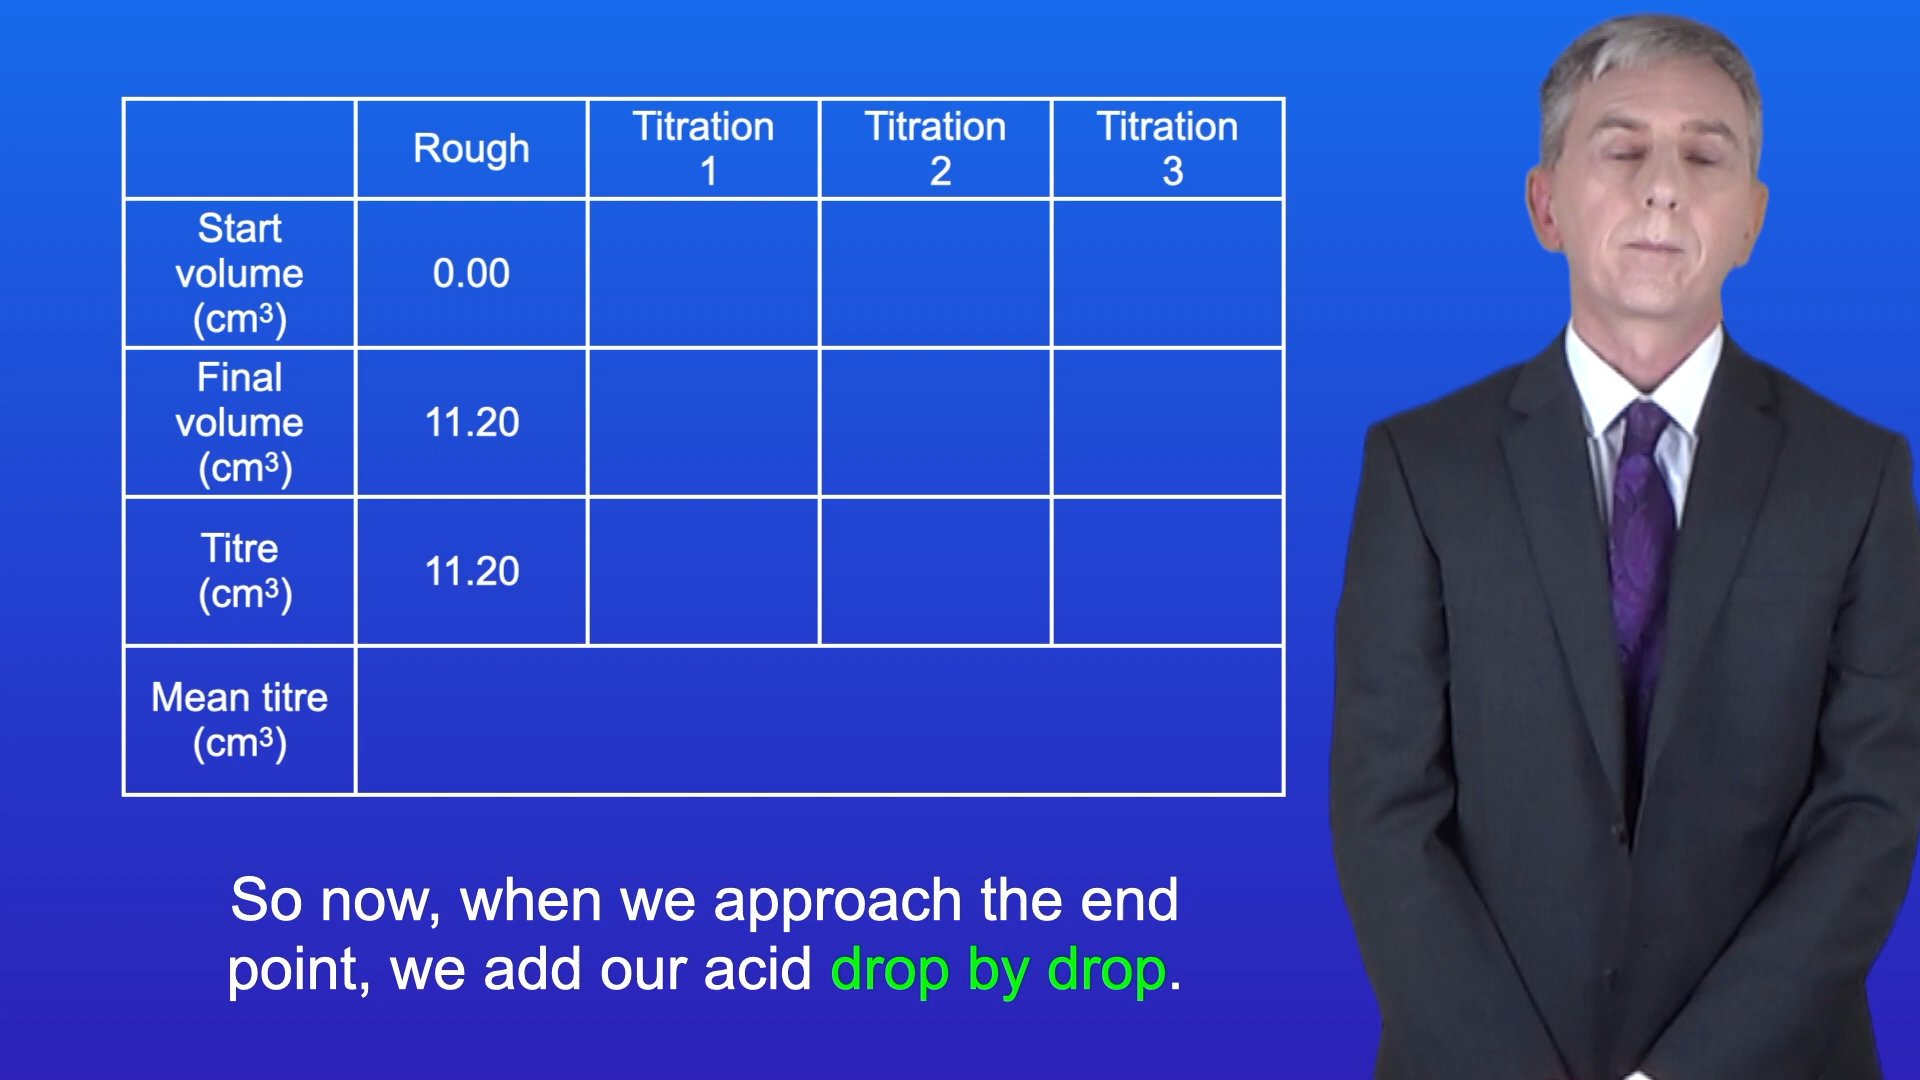 Rough
Titration
1
Titration
2
Titration
3
Start
volume
(cm³)
0.00
Final
volume
(cm³)
11.20
Titre
(cm³)
11.20
Mean titre
(cm³)
So now, when we approach the end
point, we add our acid drop by drop.